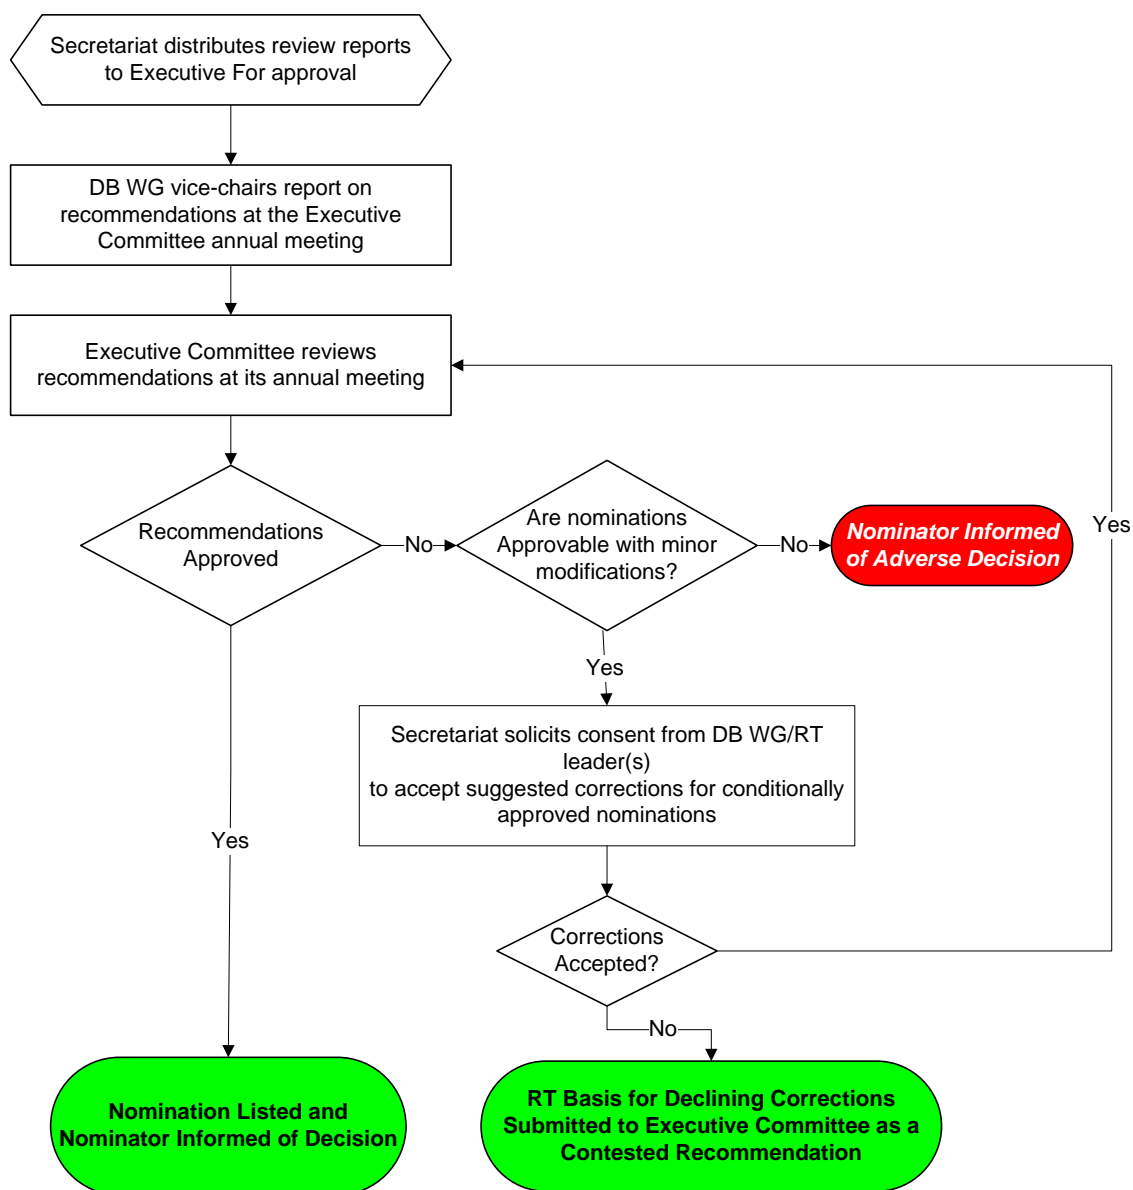 Secretariat distributes review reports
to Executive For approval
DB WG vice-chairs report on
recommendations at the Executive
Committee annual meeting
Executive Committee reviews
recommendations at its annual meeting
Recommendations
Approved
No
Are nominations
Approvable with minor
modifications?
No
Nominator Informed
of Adverse Decision
Yes
Yes
Secretariat solicits consent from DB WG/RT
leader(s)
to accept suggested corrections for conditionally
approved nominations
Yes
Corrections
Accepted?
No
Nomination Listed and
Nominator Informed of Decision
RT Basis for Declining Corrections
Submitted to Executive Committee as a
Contested Recommendation